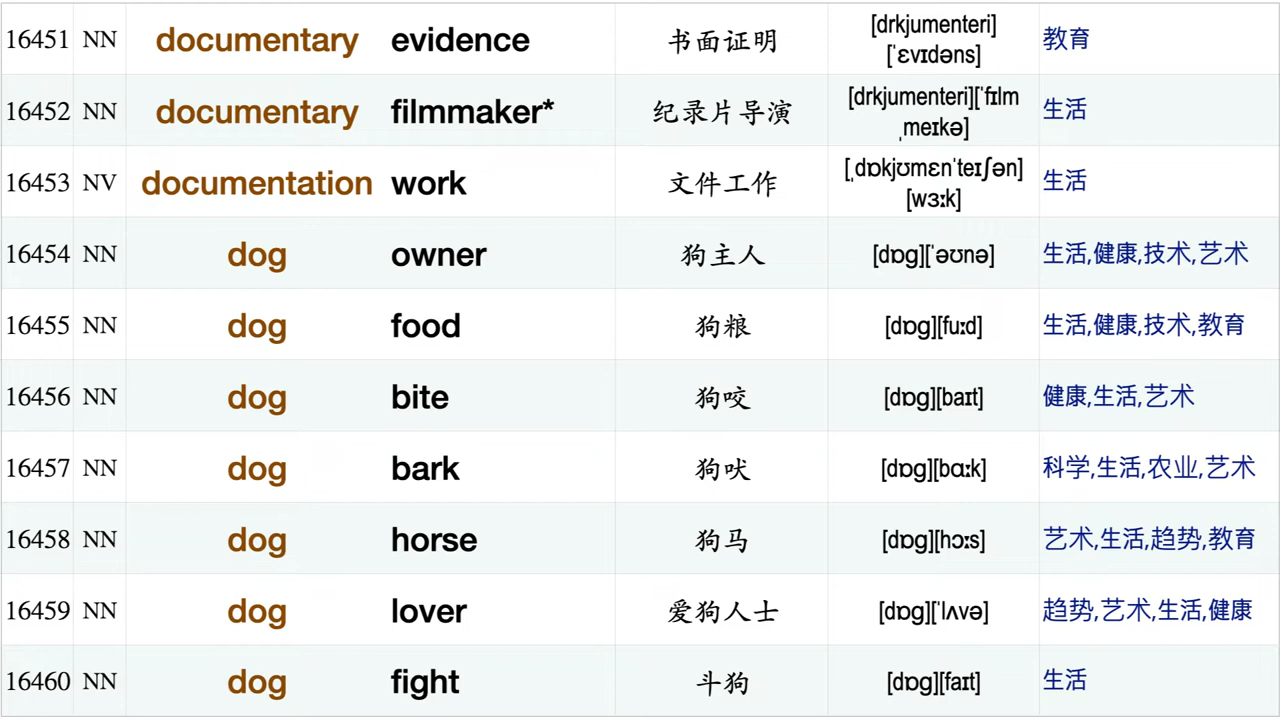 16451 NN documentary evidence 书面证明 [drkjumenteri] [ˈɛvɪdəns] 教育
16452 NN documentary filmmaker* 纪录片导演 [drkjumenteri][ˈfɪlm ˌmeɪkə] 生活
16453 NV documentation work 文件工作 [ˌdɒkjʊmɛnˈteɪʃən] [wɜːk] 生活
16454 NN dog owner 狗主人 [dɒg][ˈəʊnə] 生活,健康,技术,艺术
16455 NN dog food 狗粮 [dɒg][fuːd] 生活,健康,技术,教育
16456 NN dog bite 狗咬 [dɒg][baɪt] 健康,生活,艺术
16457 NN dog bark 狗吠 [dɒg][bɑːk] 科学,生活,农业,艺术
16458 NN dog horse 狗马 [dɒg][hɔːs] 艺术,生活,趋势,教育
16459 NN dog lover 爱狗人士 [dɒg][ˈlʌvə] 趋势,艺术,生活,健康
16460 NN dog fight 斗狗 [dɒg][faɪt] 生活